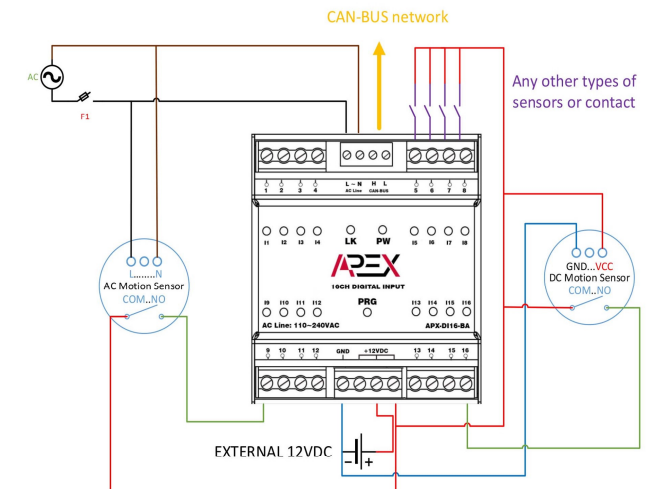 CAN-BUS network
AC
F1
Any other types of
sensors or contact
1 2 3 4
L ~ N H L
AC Line CAN-BUS
5 6 7 8
I1 I2 I3 I4
LK PW
I5 I6 I7 I8
APEX
16CH DIGITAL INPUT
I9 I10 I11 I12
PRG
I13 I14 I15 I16
AC Line: 110~240VAC
APX-DI16-BA
9 10 11 12
GND +12VDC
13 14 15 16
L........N
AC Motion Sensor
COM..NO
GND...VCC
DC Motion Sensor
COM..NO
EXTERNAL 12VDC
- +